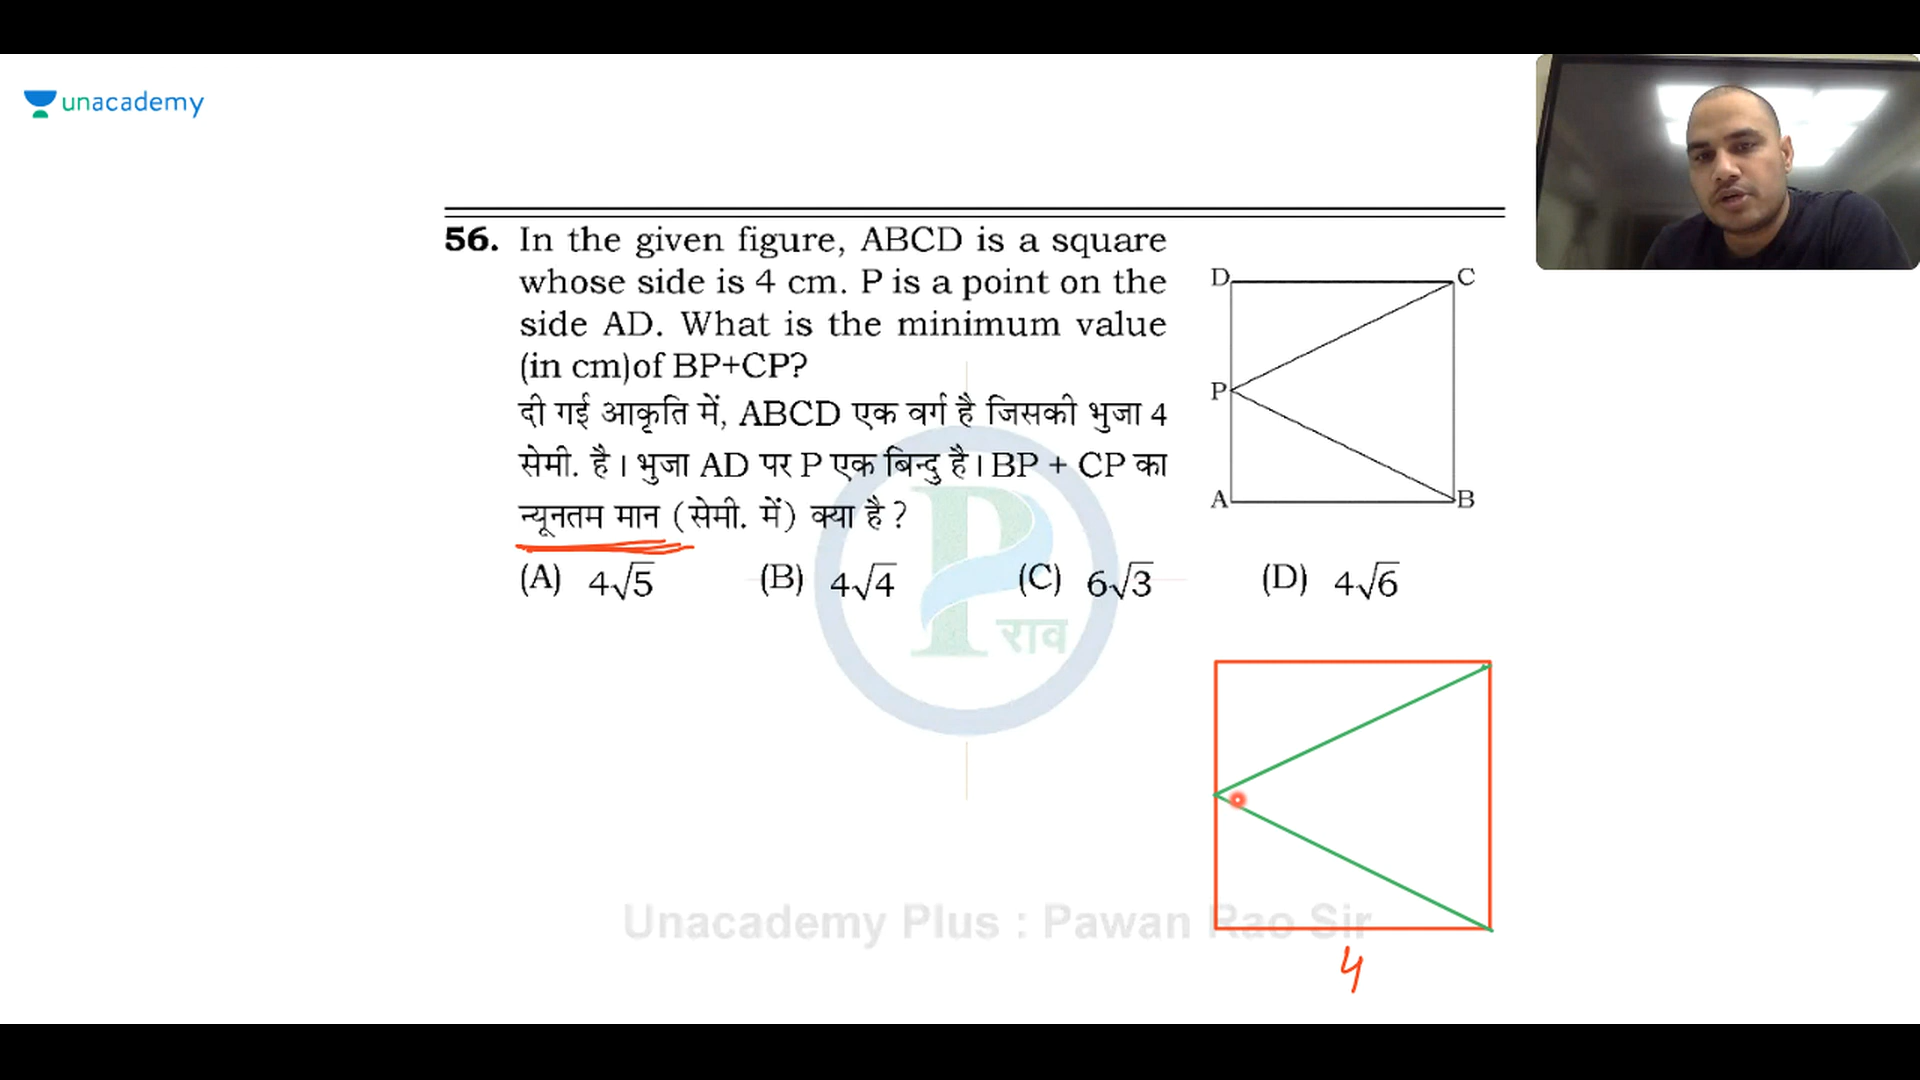 unacademy
56. In the given figure, ABCD is a square
whose side is 4 cm. P is a point on the
side AD. What is the minimum value
(in cm)of BP+CP?
दी गई आकृति में, ABCD एक वर्ग है जिसकी भुजा 4
सेमी. है। भुजा AD पर P एक बिन्दु है। BP + CP का
न्यूनतम मान (सेमी. में) क्या है?
(A) 4√5 (B) 4√4 (C) 6√3 (D) 4√6
D C
P
A B
P
राव
Unacademy Plus : Pawan Rao Sir
4